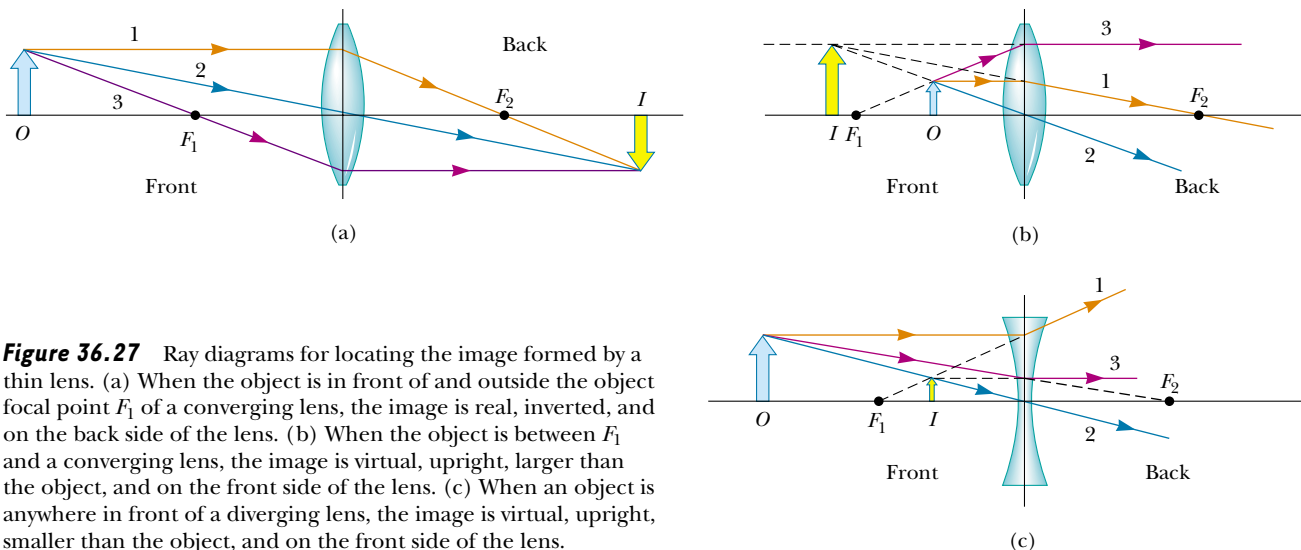 1
Back
2
3
F2
I
O
F1
Front
(a)
3
1
F2
I
F1
O
2
Front
Back
(b)
1
3
F2
O
F1
I
2
Front
Back
(c)
Figure 36.27 Ray diagrams for locating the image formed by a
thin lens. (a) When the object is in front of and outside the object
focal point F1 of a converging lens, the image is real, inverted, and
on the back side of the lens. (b) When the object is between F1
and a converging lens, the image is virtual, upright, larger than
the object, and on the front side of the lens. (c) When an object is
anywhere in front of a diverging lens, the image is virtual, upright,
smaller than the object, and on the front side of the lens.